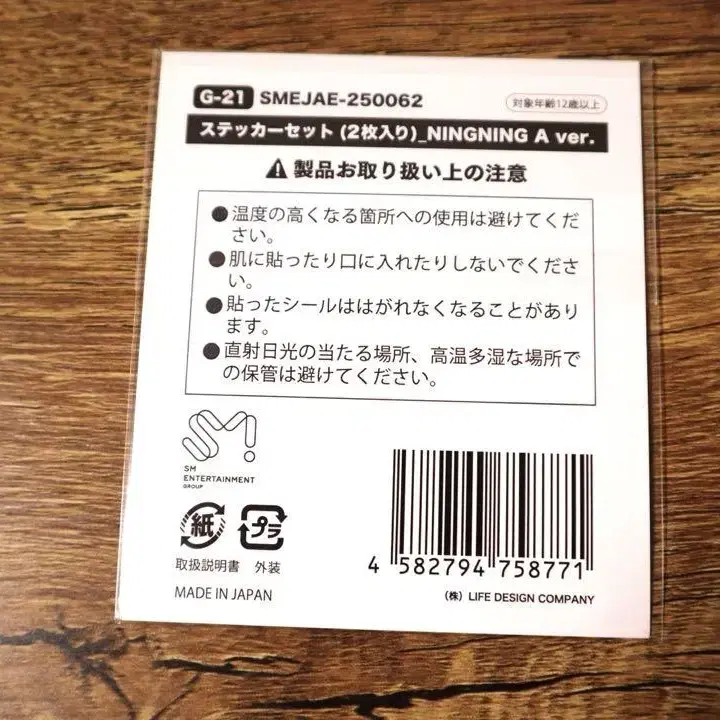 G-21 SMEJAE-250062 対象年齢12歳以上
ステッカーセット (2枚入り)_NINGNING A ver.
製品お取り扱い上の注意
●温度の高くなる箇所への使用は避けてくだ
さい。
●肌に貼ったり口に入れたりしないでくださ
い。
●貼ったシールははがれなくなることがあり
ます。
●直射日光の当たる場所、高温多湿な場所で
の保管は避けてください。
SM!
SM
ENTERTAINMENT
GROUP
紙 プラ
取扱説明書 外装
MADE IN JAPAN
4 582794 758771
(株) LIFE DESIGN COMPANY